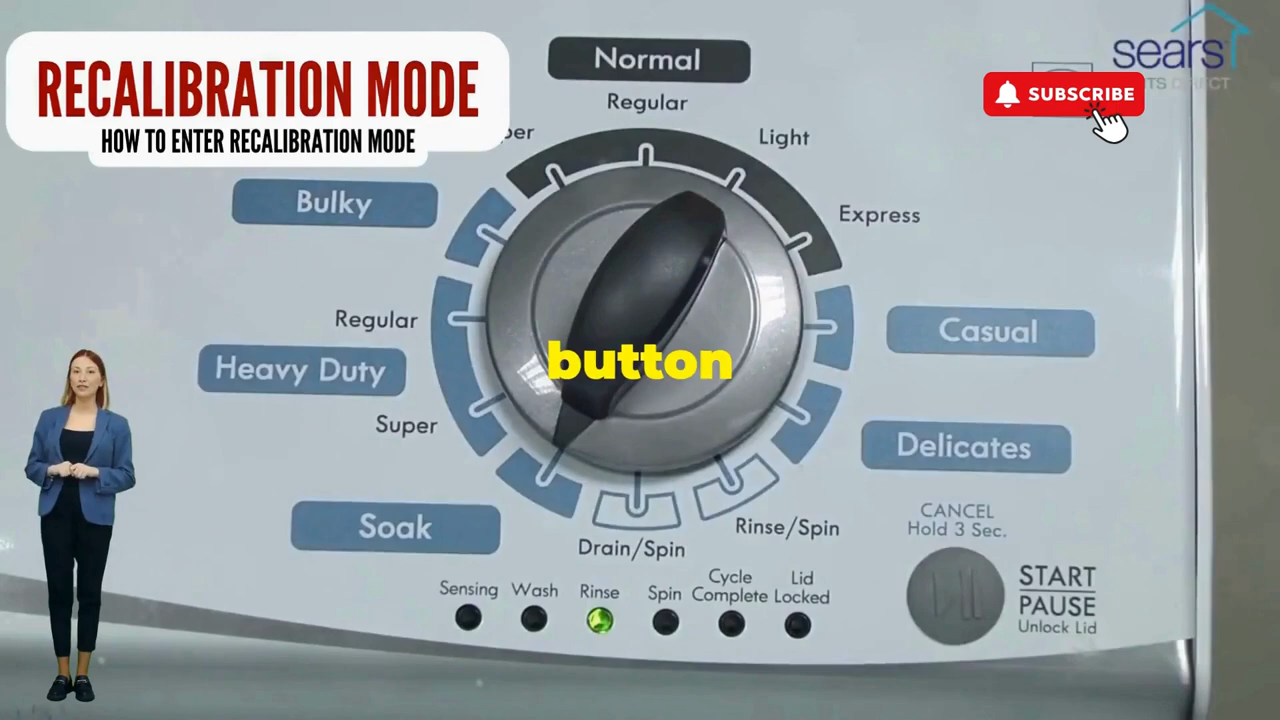 RECALIBRATION MODE
HOW TO ENTER RECALIBRATION MODE
sears
SUBSCRIBE
Normal
Regular
Light
Express
Bulky
Regular
Heavy Duty
Super
Soak
Casual
Delicates
Rinse/Spin
Drain/Spin
button
CANCEL
Hold 3 Sec.
START
PAUSE
Unlock Lid
Sensing
Wash
Rinse
Spin
Cycle
Complete
Lid
Locked